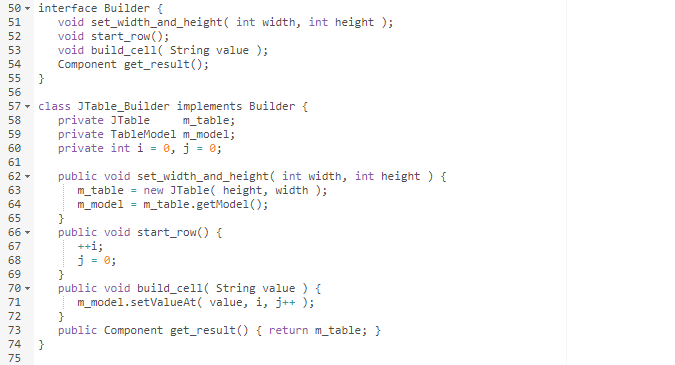 50 interface Builder {
51 void set_width_and_height( int width, int height );
52 void start_row();
53 void build_cell( String value );
54 Component get_result();
55 }
56
57 class JTable_Builder implements Builder {
58 private JTable m_table;
59 private TableModel m_model;
60 private int i = 0, j = 0;
61
62 public void set_width_and_height( int width, int height ) {
63 m_table = new JTable( height, width );
64 m_model = m_table.getModel();
65 }
66 public void start_row() {
67 ++i;
68 j = 0;
69 }
70 public void build_cell( String value ) {
71 m_model.setValueAt( value, i, j++ );
72 }
73 public Component get_result() { return m_table; }
74 }
75